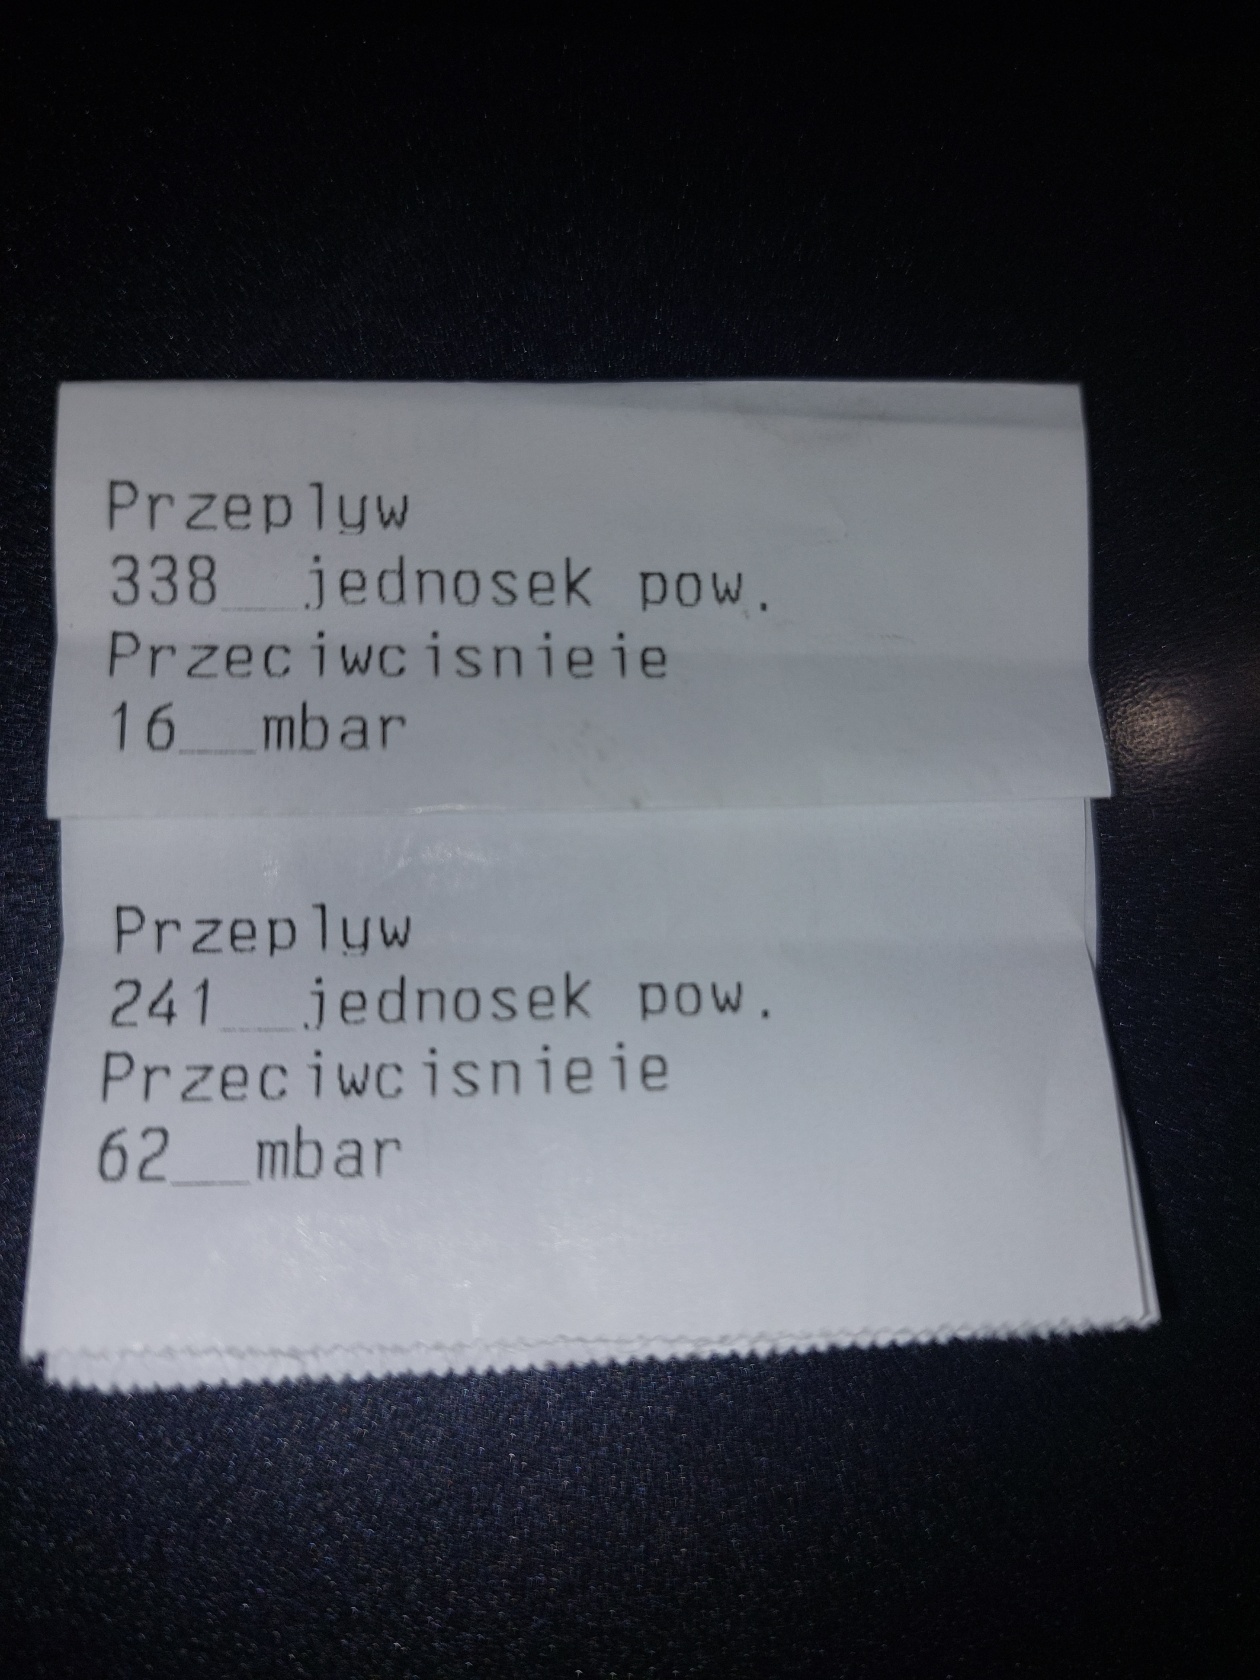 Przeplyw
338__jednosek pow.
Przeciwcisnieie
16__mbar
Przeplyw
241__jednosek pow.
Przeciwcisnieie
62__mbar